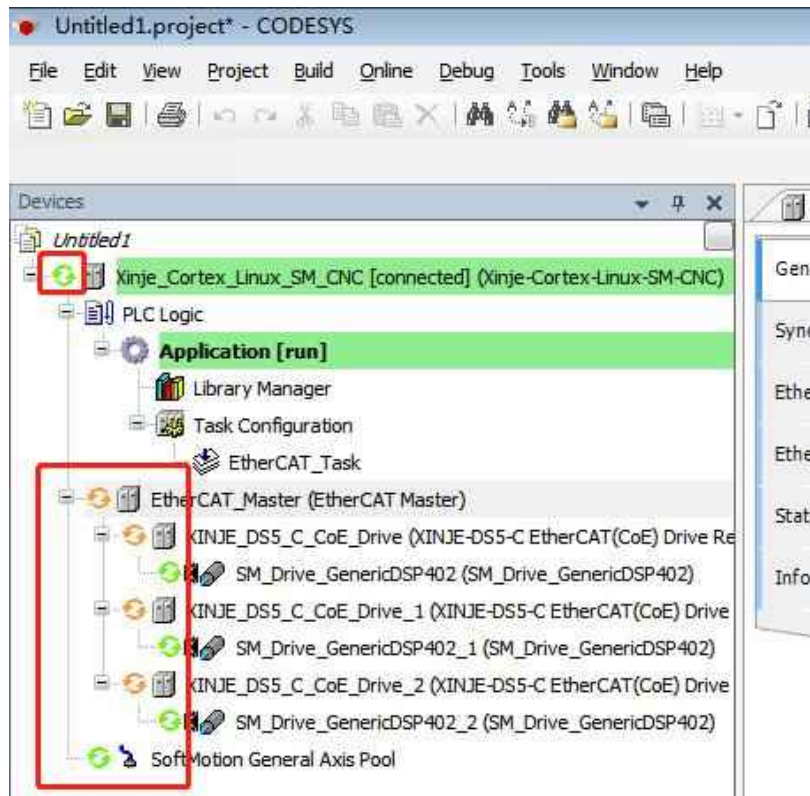 Untitled1.project* - CODESYS
File Edit View Project Build Online Debug Tools Window Help
Devices
Untitled1
Xinje_Cortex_Linux_SM_CNC [connected] (Xinje-Cortex-Linux-SM-CNC)
PLC Logic
Application [run]
Library Manager
Task Configuration
EtherCAT_Task
EtherCAT_Master (EtherCAT Master)
XINJE_DS5_C_CoE_Drive (XINJE-DS5-C EtherCAT(CoE) Drive Re
SM_Drive_GenericDSP402 (SM_Drive_GenericDSP402)
XINJE_DS5_C_CoE_Drive_1 (XINJE-DS5-C EtherCAT(CoE) Drive
SM_Drive_GenericDSP402_1 (SM_Drive_GenericDSP402)
XINJE_DS5_C_CoE_Drive_2 (XINJE-DS5-C EtherCAT(CoE) Drive
SM_Drive_GenericDSP402_2 (SM_Drive_GenericDSP402)
SoftMotion General Axis Pool
Gen
Sync
Ethe
Ethe
Stat
Info